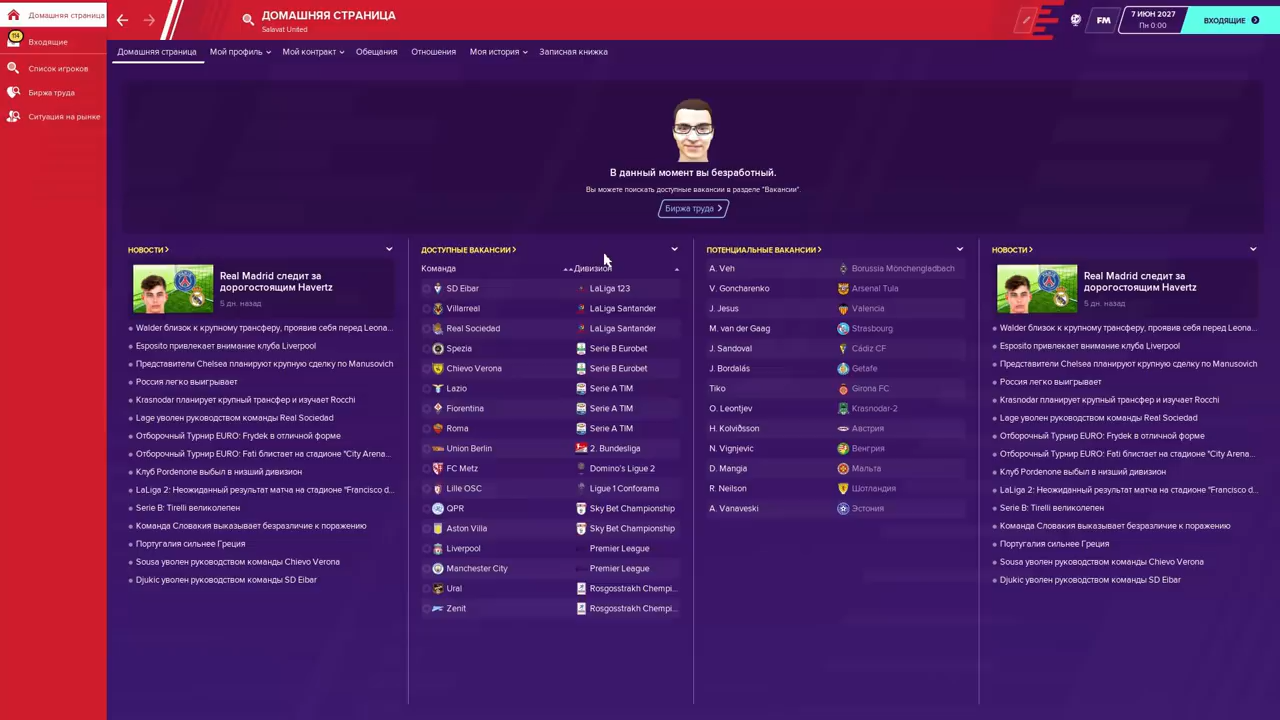 Домашняя страница
Входящие
Список игроков
Биржа труда
Ситуация на рынке
ДОМАШНЯЯ СТРАНИЦА
Salavat United
FM
7 ИЮН 2027
Пн 0:00
ВХОДЯЩИЕ
Домашняя страница
Мой профиль
Мой контракт
Обещания
Отношения
Моя история
Записная книжка
В данный момент вы безработный.
Вы можете поискать доступные вакансии в разделе "Вакансии".
Биржа труда
НОВОСТИ
Real Madrid следит за
дорогостоящим Havertz
5 дн. назад
Walder близок к крупному трансферу, проявив себя перед Leona...
Esposito привлекает внимание клуба Liverpool
Представители Chelsea планируют крупную сделку по Manusovich
Россия легко выигрывает
Krasnodar планирует крупный трансфер и изучает Rocchi
Lage уволен руководством команды Real Sociedad
Отборочный Турнир EURO: Frydek в отличной форме
Отборочный Турнир EURO: Fati блистает на стадионе "City Arena...
Клуб Pordenone выбыл в низший дивизион
LaLiga 2: Неожиданный результат матча на стадионе "Francisco d...
Serie B: Tirelli великолепен
Команда Словакия выказывает безразличие к поражению
Португалия сильнее Греция
Sousa уволен руководством команды Chievo Verona
Djukic уволен руководством команды SD Eibar
ДОСТУПНЫЕ ВАКАНСИИ
Команда Дивизион
SD Eibar LaLiga 123
Villarreal LaLiga Santander
Real Sociedad LaLiga Santander
Spezia Serie B Eurobet
Chievo Verona Serie B Eurobet
Lazio Serie A TIM
Fiorentina Serie A TIM
Roma Serie A TIM
Union Berlin 2. Bundesliga
FC Metz Domino's Ligue 2
Lille OSC Ligue 1 Conforama
QPR Sky Bet Championship
Aston Villa Sky Bet Championship
Liverpool Premier League
Manchester City Premier League
Ural Rosgosstrakh Chempi...
Zenit Rosgosstrakh Chempi...
ПОТЕНЦИАЛЬНЫЕ ВАКАНСИИ
A. Veh Borussia Mönchengladbach
V. Goncharenko Arsenal Tula
J. Jesus Valencia
M. van der Gaag Strasbourg
J. Sandoval Cádiz CF
J. Bordalás Getafe
Tiko Girona FC
O. Leontjev Krasnodar-2
H. Kolviðsson Австрия
N. Vignjevic Венгрия
D. Mangia Мальта
R. Neilson Шотландия
A. Vanaveski Эстония
НОВОСТИ
Real Madrid следит за
дорогостоящим Havertz
5 дн. назад
Walder близок к крупному трансферу, проявив себя перед Leona...
Esposito привлекает внимание клуба Liverpool
Представители Chelsea планируют крупную сделку по Manusovich
Россия легко выигрывает
Krasnodar планирует крупный трансфер и изучает Rocchi
Lage уволен руководством команды Real Sociedad
Отборочный Турнир EURO: Frydek в отличной форме
Отборочный Турнир EURO: Fati блистает на стадионе "City Arena...
Клуб Pordenone выбыл в низший дивизион
LaLiga 2: Неожиданный результат матча на стадионе "Francisco d...
Serie B: Tirelli великолепен
Команда Словакия выказывает безразличие к поражению
Португалия сильнее Греция
Sousa уволен руководством команды Chievo Verona
Djukic уволен руководством команды SD Eibar